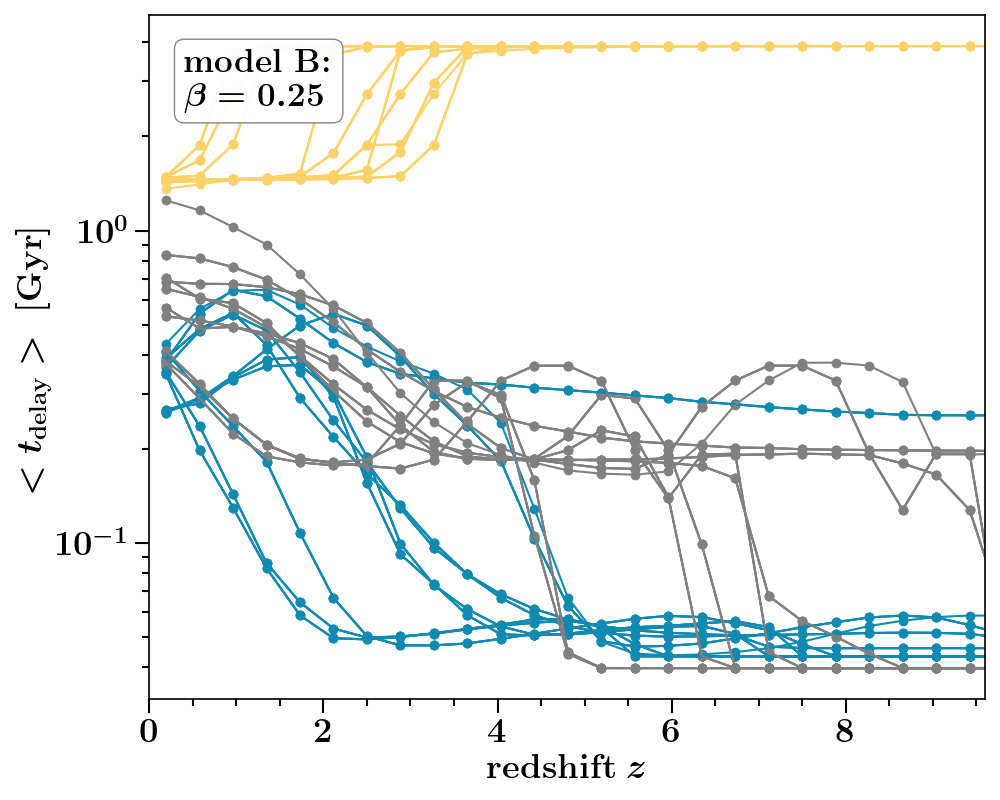 model B:
β = 0.25
< t_delay > [Gyr]
10⁰
10⁻¹
0 2 4 6 8
redshift z